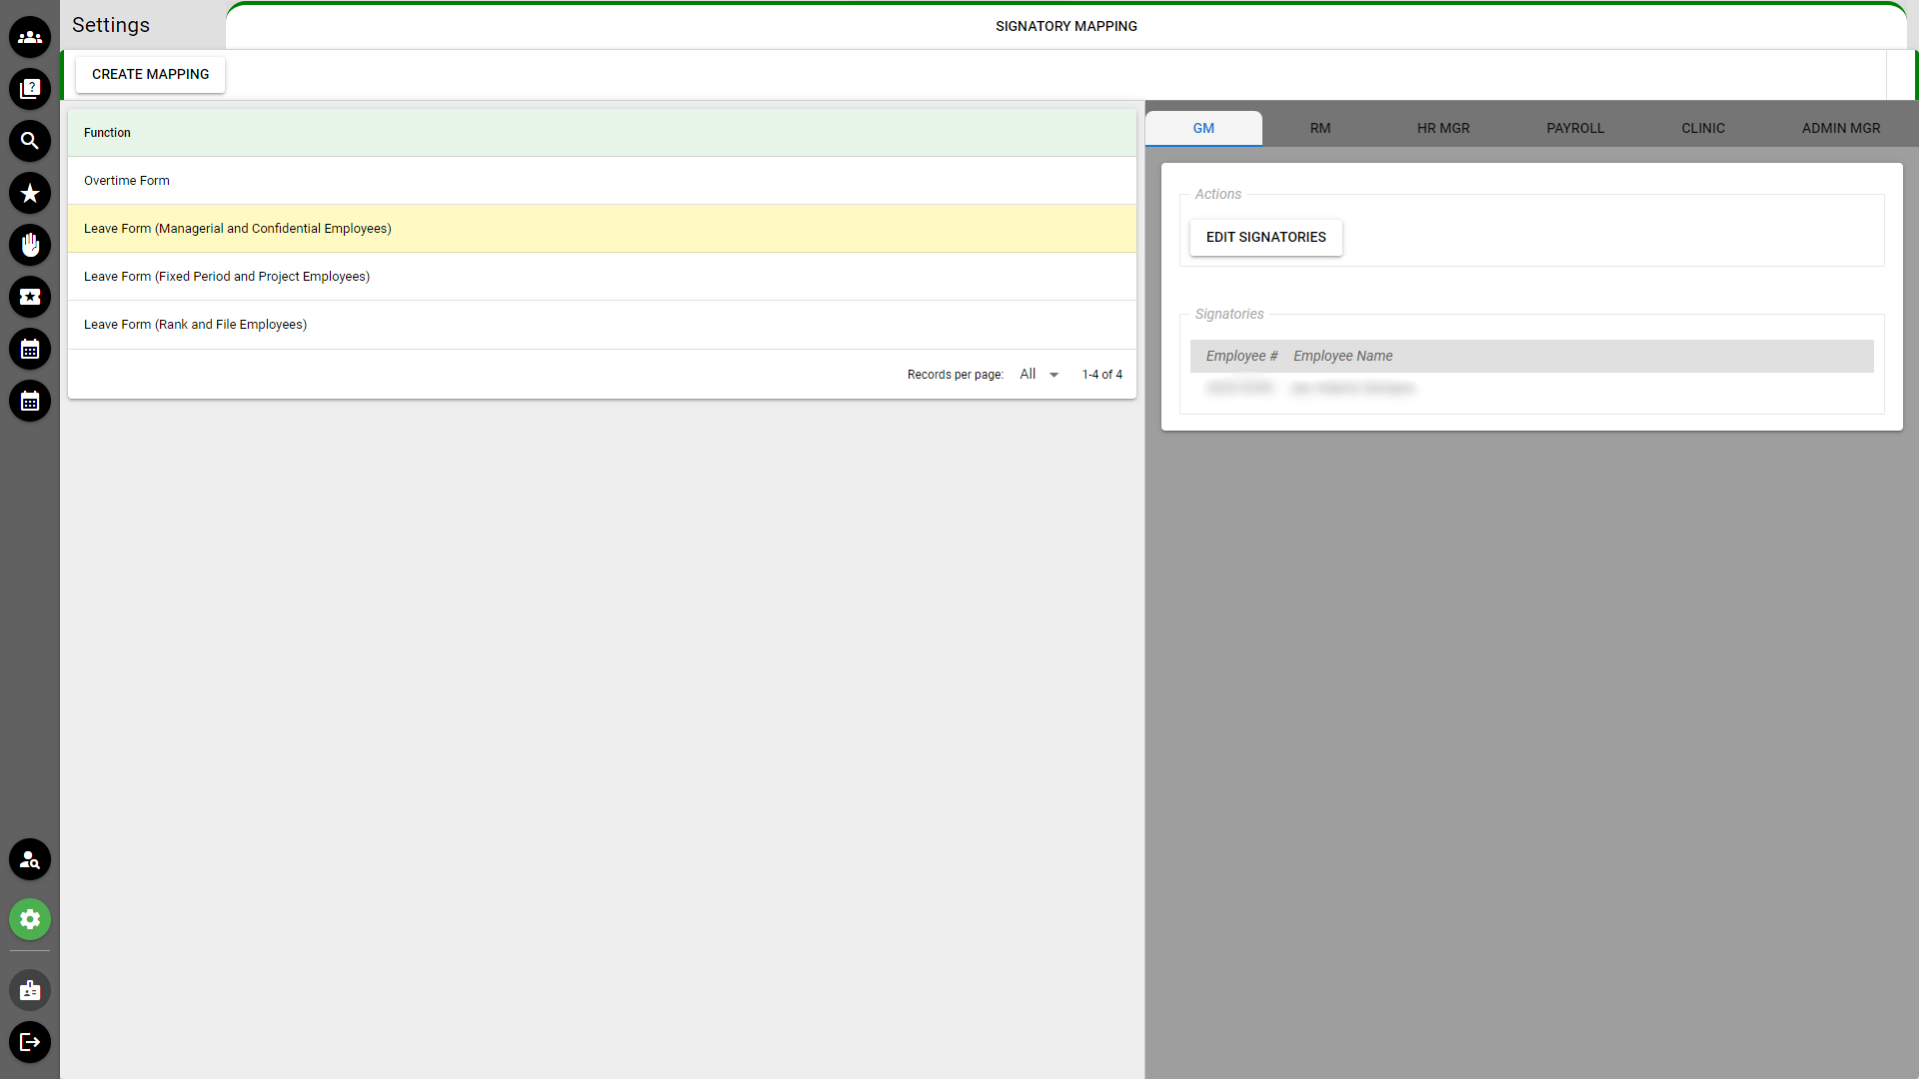 Settings
SIGNATORY MAPPING
CREATE MAPPING
Function
Overtime Form
Leave Form (Managerial and Confidential Employees)
Leave Form (Fixed Period and Project Employees)
Leave Form (Rank and File Employees)
Records per page: All 1-4 of 4
GM RM HR MGR PAYROLL CLINIC ADMIN MGR
Actions
EDIT SIGNATORIES
Signatories
Employee # Employee Name